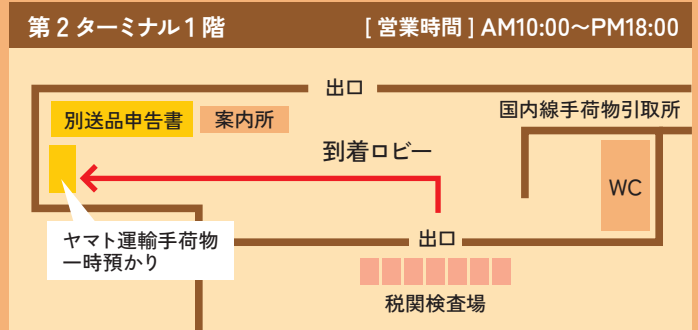 第2ターミナル1階 [営業時間] AM10:00〜PM18:00
出口
別送品申告書 案内所 国内線手荷物引取所
到着ロビー
WC
ヤマト運輸手荷物
一時預かり
出口
税関検査場